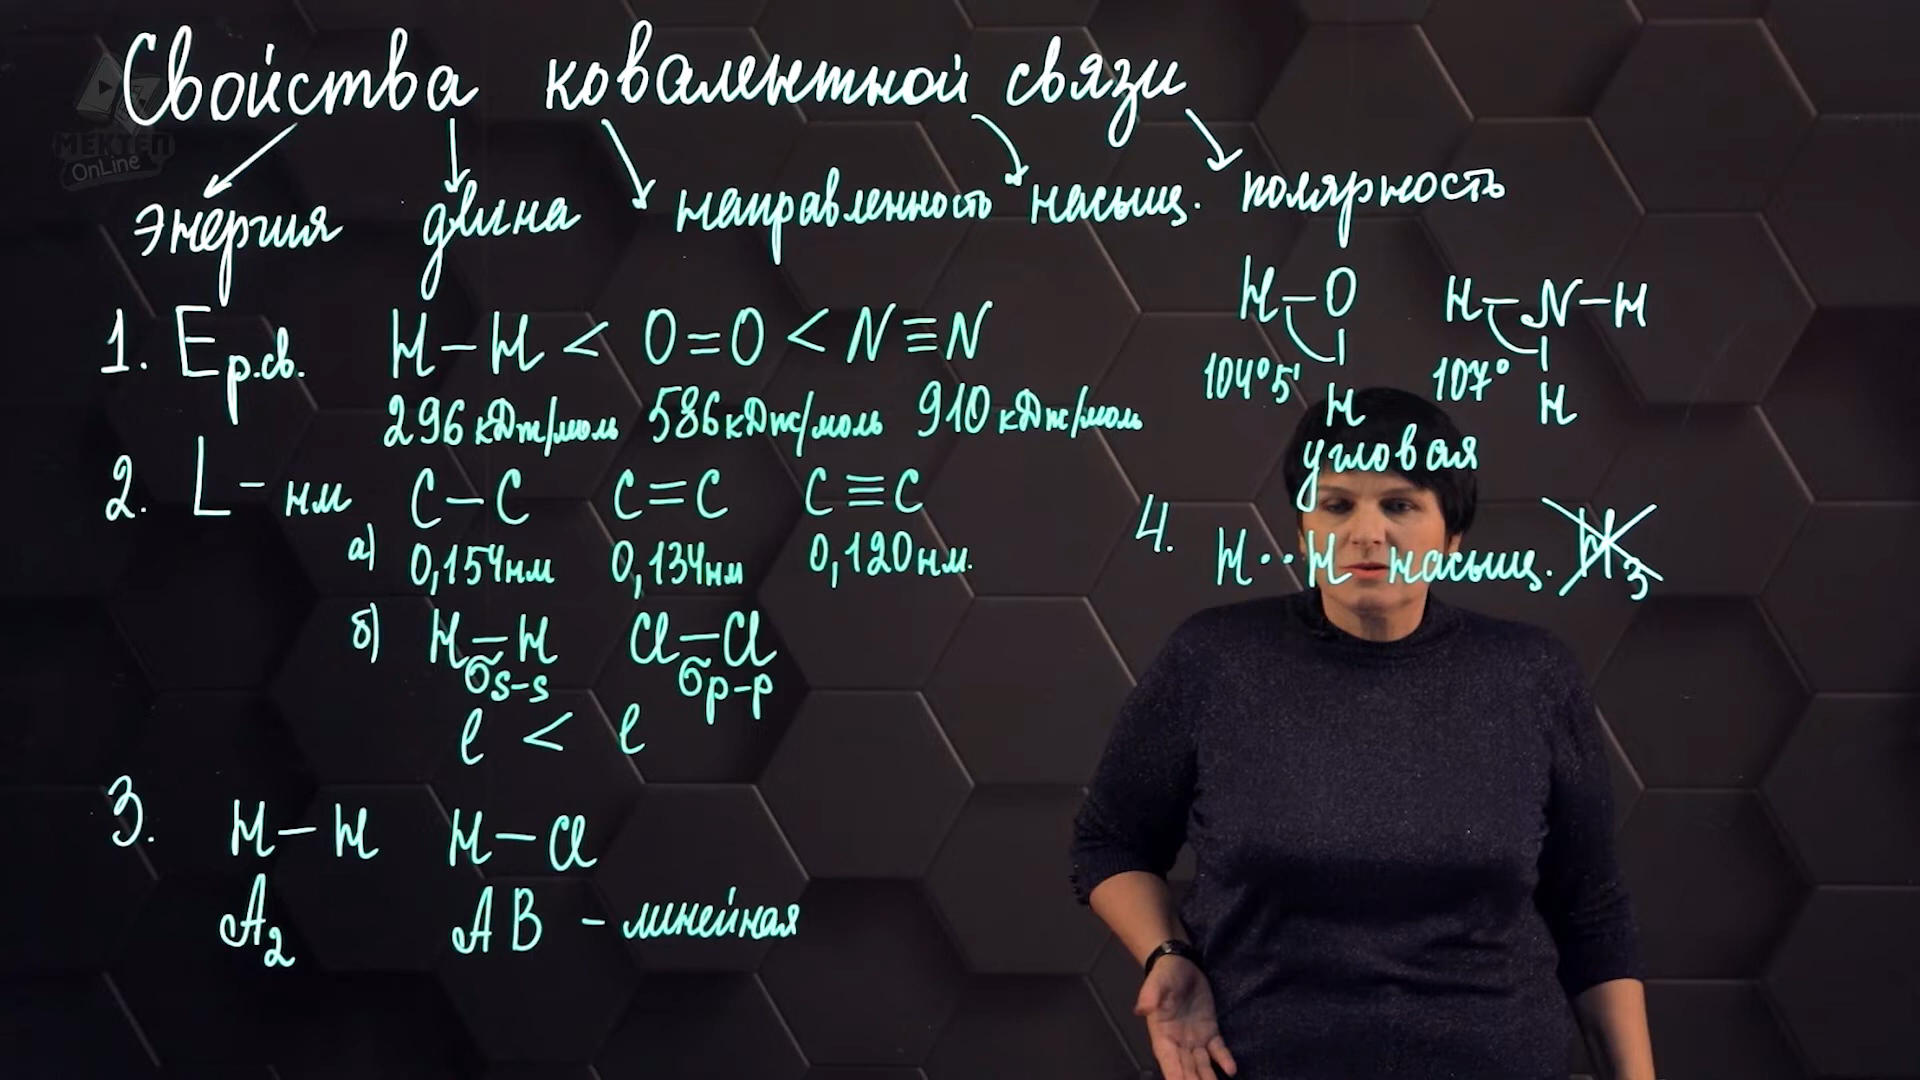 Свойства ковалентной связи
МЕКТЕП
OnLine
энергия длина направленность насыщ. полярность
1. Eр.св. H–H < O=O < N≡N
296 кДж/моль 586 кДж/моль 910 кДж/моль
2. L – нм C–C C=C C≡C
а) 0,154нм 0,134нм 0,120нм.
б) H–H Cl–Cl
σs-s σp-p
l < l
3. H–H H–Cl
A2 AB – линейная
H–O H–N–H
104°5' 107°
H H
угловая
4. H··H насыщ. H3